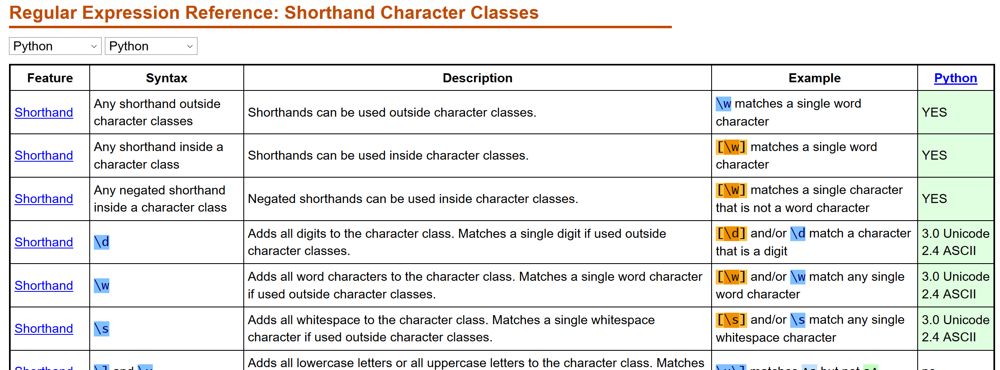 Regular Expression Reference: Shorthand Character Classes
Python Python
Feature Syntax Description Example Python
Shorthand
Any shorthand outside
character classes
Shorthands can be used outside character classes.
\w matches a single word
character
YES
Shorthand
Any shorthand inside a
character class
Shorthands can be used inside character classes.
[\w] matches a single word
character
YES
Shorthand
Any negated shorthand
inside a character class
Negated shorthands can be used inside character classes.
[\W] matches a single character
that is not a word character
YES
Shorthand
\d
Adds all digits to the character class. Matches a single digit if used outside
character classes.
[\d] and/or \d match a character
that is a digit
3.0 Unicode
2.4 ASCII
Shorthand
\w
Adds all word characters to the character class. Matches a single word character
if used outside character classes.
[\w] and/or \w match any single
word character
3.0 Unicode
2.4 ASCII
Shorthand
\s
Adds all whitespace to the character class. Matches a single whitespace
character if used outside character classes.
[\s] and/or \s match any single
whitespace character
3.0 Unicode
2.4 ASCII
Shorthand
\l and \u
Adds all lowercase letters or all uppercase letters to the character class. Matches
\u\l matches Aa but not aA
no